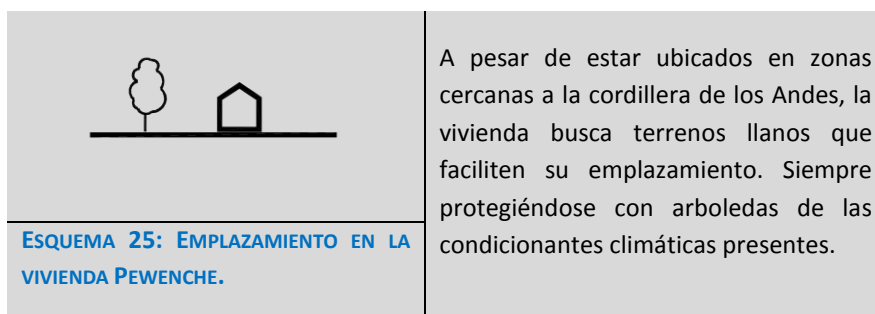 ESQUEMA 25: EMPLAZAMIENTO EN LA
VIVIENDA PEWENCHE.
A pesar de estar ubicados en zonas
cercanas a la cordillera de los Andes, la
vivienda busca terrenos llanos que
faciliten su emplazamiento. Siempre
protegiéndose con arboledas de las
condicionantes climáticas presentes.